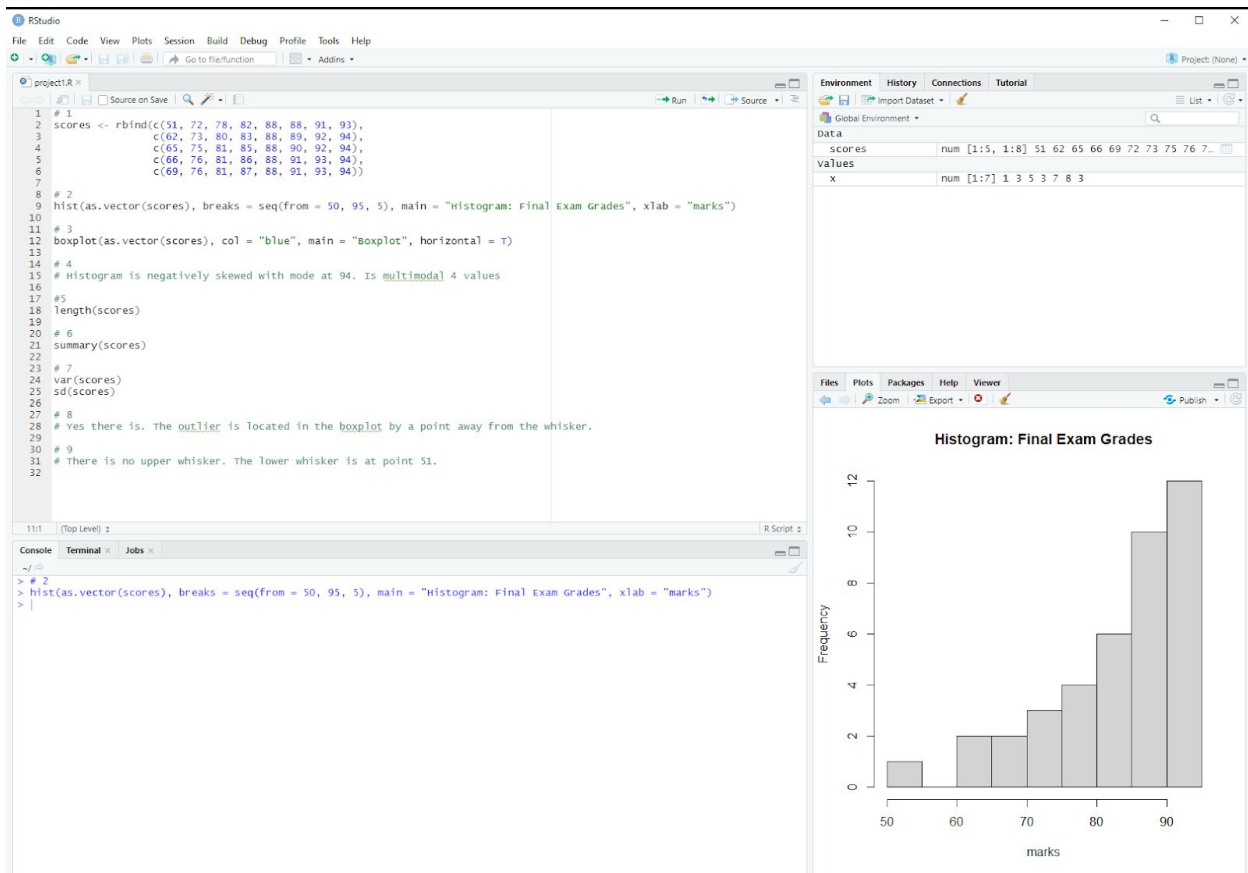 RStudio
File Edit Code View Plots Session Build Debug Profile Tools Help
Go to file/function Addins Project: (None)
project1.R
Source on Save Run Source
1 # 1
2 scores <- rbind(c(51, 72, 78, 82, 88, 88, 91, 93),
3 c(62, 73, 80, 83, 88, 89, 92, 94),
4 c(65, 75, 81, 85, 88, 90, 92, 94),
5 c(66, 76, 81, 86, 88, 91, 93, 94),
6 c(69, 76, 81, 87, 88, 91, 93, 94))
7
8 # 2
9 hist(as.vector(scores), breaks = seq(from = 50, 95, 5), main = "Histogram: Final Exam Grades", xlab = "marks")
10
11 # 3
12 boxplot(as.vector(scores), col = "blue", main = "Boxplot", horizontal = T)
13
14 # 4
15 # Histogram is negatively skewed with mode at 94. Is multimodal 4 values
16
17 #5
18 length(scores)
19
20 # 6
21 summary(scores)
22
23 # 7
24 var(scores)
25 sd(scores)
26
27 # 8
28 # Yes there is. The outlier is located in the boxplot by a point away from the whisker.
29
30 # 9
31 # There is no upper whisker. The lower whisker is at point 51.
32
11:1 (Top Level) R Script
Console Terminal Jobs
~/
> # 2
> hist(as.vector(scores), breaks = seq(from = 50, 95, 5), main = "Histogram: Final Exam Grades", xlab = "marks")
>
Environment History Connections Tutorial
Import Dataset List
Global Environment
Data
scores num [1:5, 1:8] 51 62 65 66 69 72 73 75 76 7…
Values
x num [1:7] 1 3 5 3 7 8 3
Files Plots Packages Help Viewer
Zoom Export Publish
Histogram: Final Exam Grades
Frequency
12
10
8
6
4
2
0
50 60 70 80 90
marks